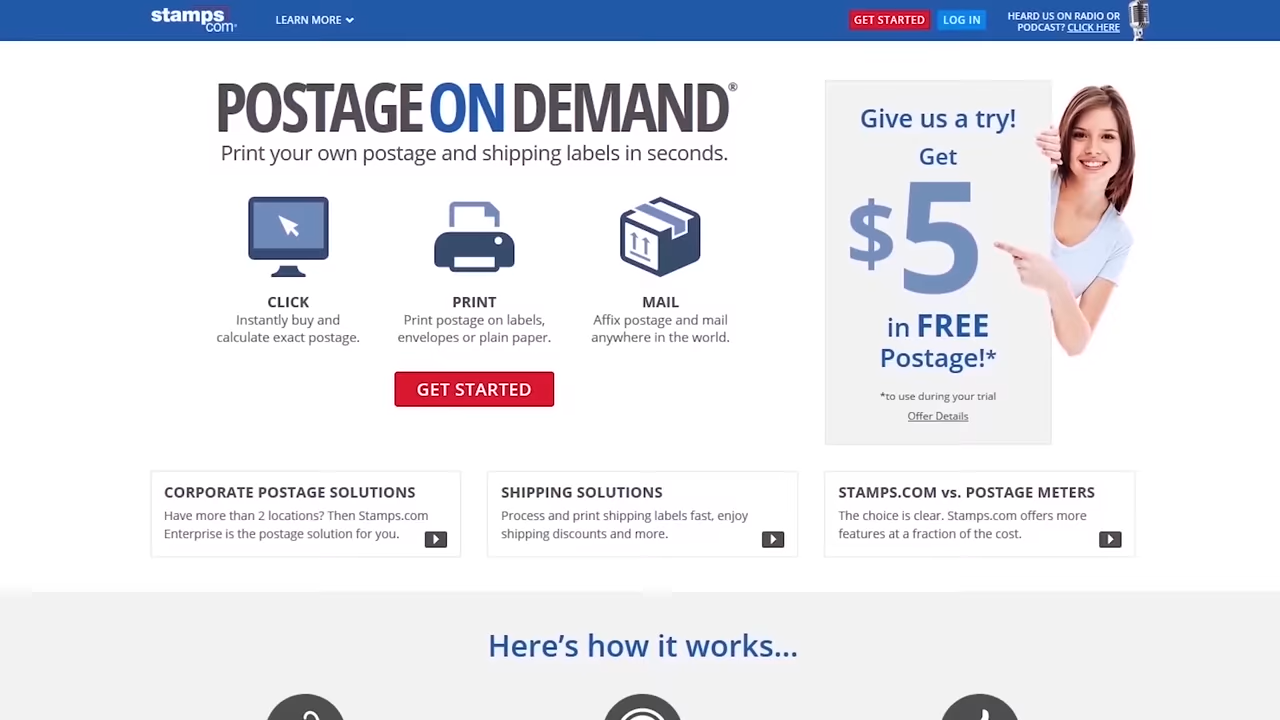 stamps
.com®
LEARN MORE
GET STARTED
LOG IN
HEARD US ON RADIO OR
PODCAST? CLICK HERE
POSTAGE ON DEMAND®
Print your own postage and shipping labels in seconds.
CLICK
Instantly buy and
calculate exact postage.
PRINT
Print postage on labels,
envelopes or plain paper.
MAIL
Affix postage and mail
anywhere in the world.
GET STARTED
Give us a try!
Get
$5
in FREE
Postage!*
*to use during your trial
Offer Details
CORPORATE POSTAGE SOLUTIONS
Have more than 2 locations? Then Stamps.com
Enterprise is the postage solution for you.
SHIPPING SOLUTIONS
Process and print shipping labels fast, enjoy
shipping discounts and more.
STAMPS.COM vs. POSTAGE METERS
The choice is clear. Stamps.com offers more
features at a fraction of the cost.
Here's how it works...